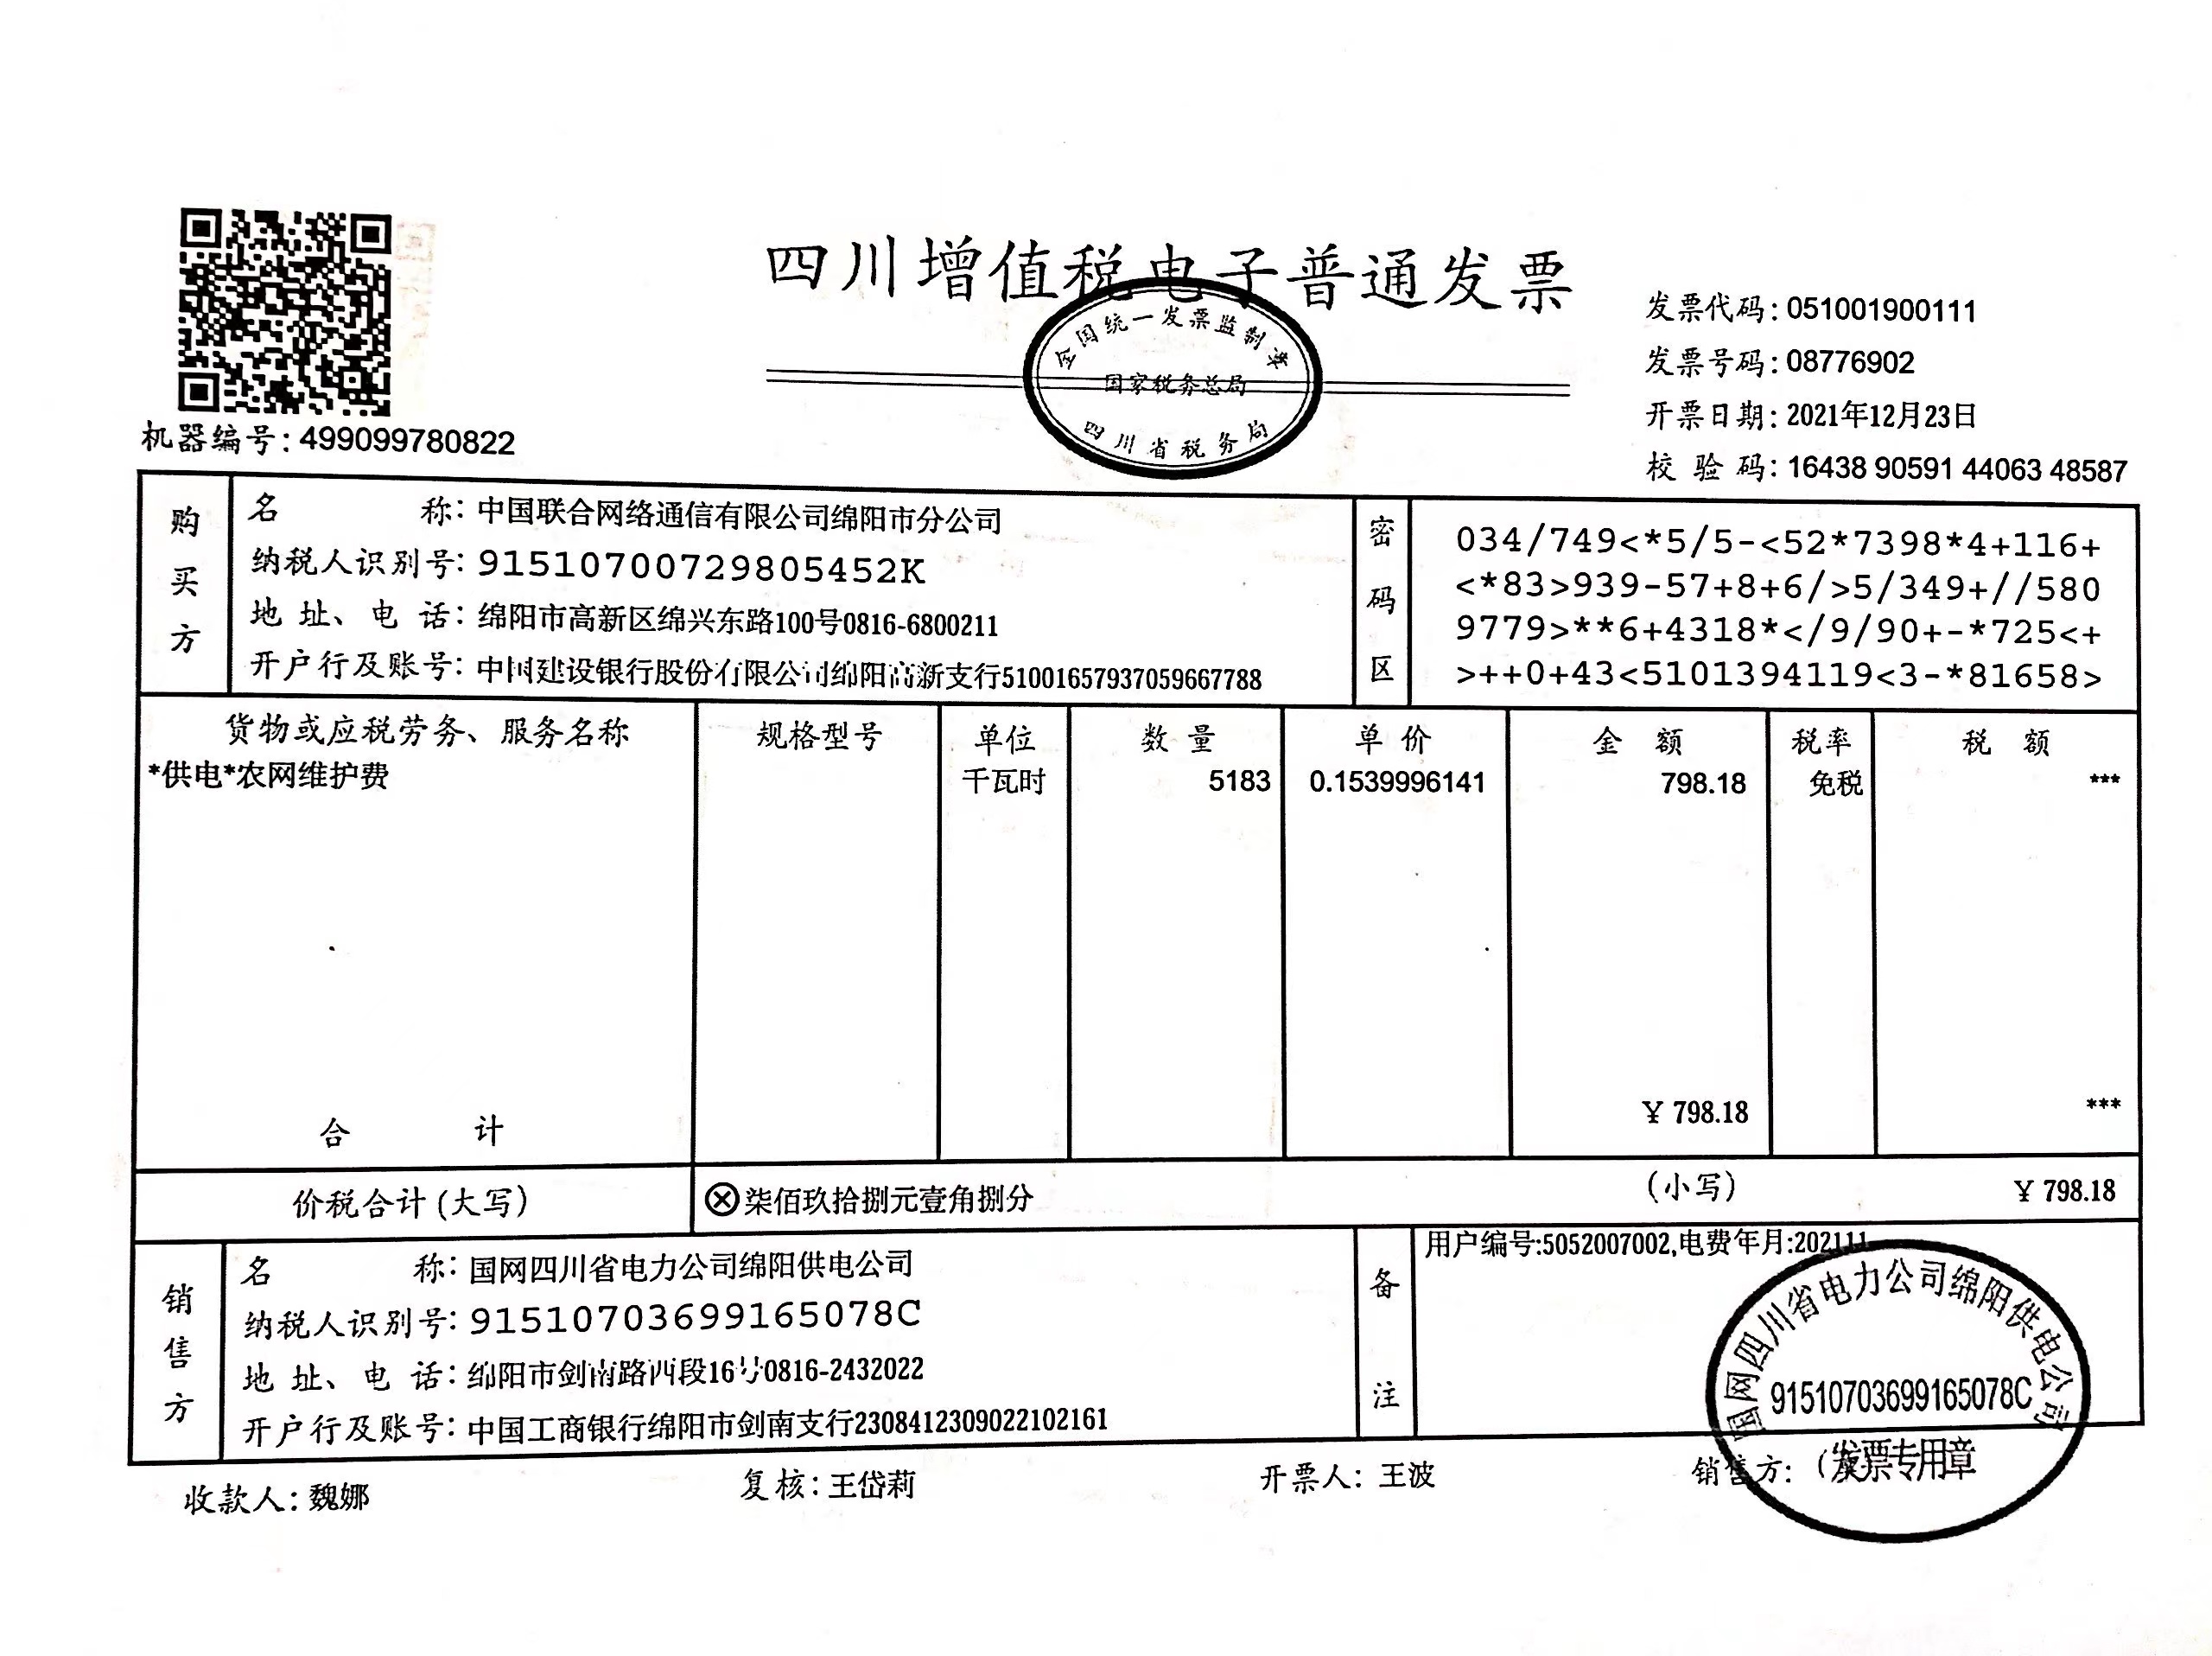 四川增值税电子普通发票
全国统一发票监制章
国家税务总局
四川省税务局
发票代码:051001900111
发票号码:08776902
开票日期:2021年12月23日
校验码:16438 90591 44063 48587
机器编号:499099780822
购买方
名称:中国联合网络通信有限公司绵阳市分公司
纳税人识别号:91510700729805452K
地址、电话:绵阳市高新区绵兴东路100号0816-6800211
开户行及账号:中国建设银行股份有限公司绵阳高新支行51001657937059667788
密码区
034/749<*5/5-<52*7398*4+116+
<*83>939-57+8+6/>5/349+//580
9779>**6+4318*</9/90+-*725<+
>++0+43<5101394119<3-*81658>
货物或应税劳务、服务名称 规格型号 单位 数量 单价 金额 税率 税额
*供电*农网维护费 千瓦时 5183 0.1539996141 798.18 免税 ***
合计 ¥798.18 ***
价税合计(大写) ⊗柒佰玖拾捌元壹角捌分 (小写) ¥798.18
销售方
名称:国网四川省电力公司绵阳供电公司
纳税人识别号:91510703699165078C
地址、电话:绵阳市剑南路西段16号0816-2432022
开户行及账号:中国工商银行绵阳市剑南支行2308412309022102161
备注
用户编号:5052007002,电费年月:202111
国网四川省电力公司绵阳供电公司
91510703699165078C
发票专用章
收款人:魏娜 复核:王岱莉 开票人:王波 销售方:(章